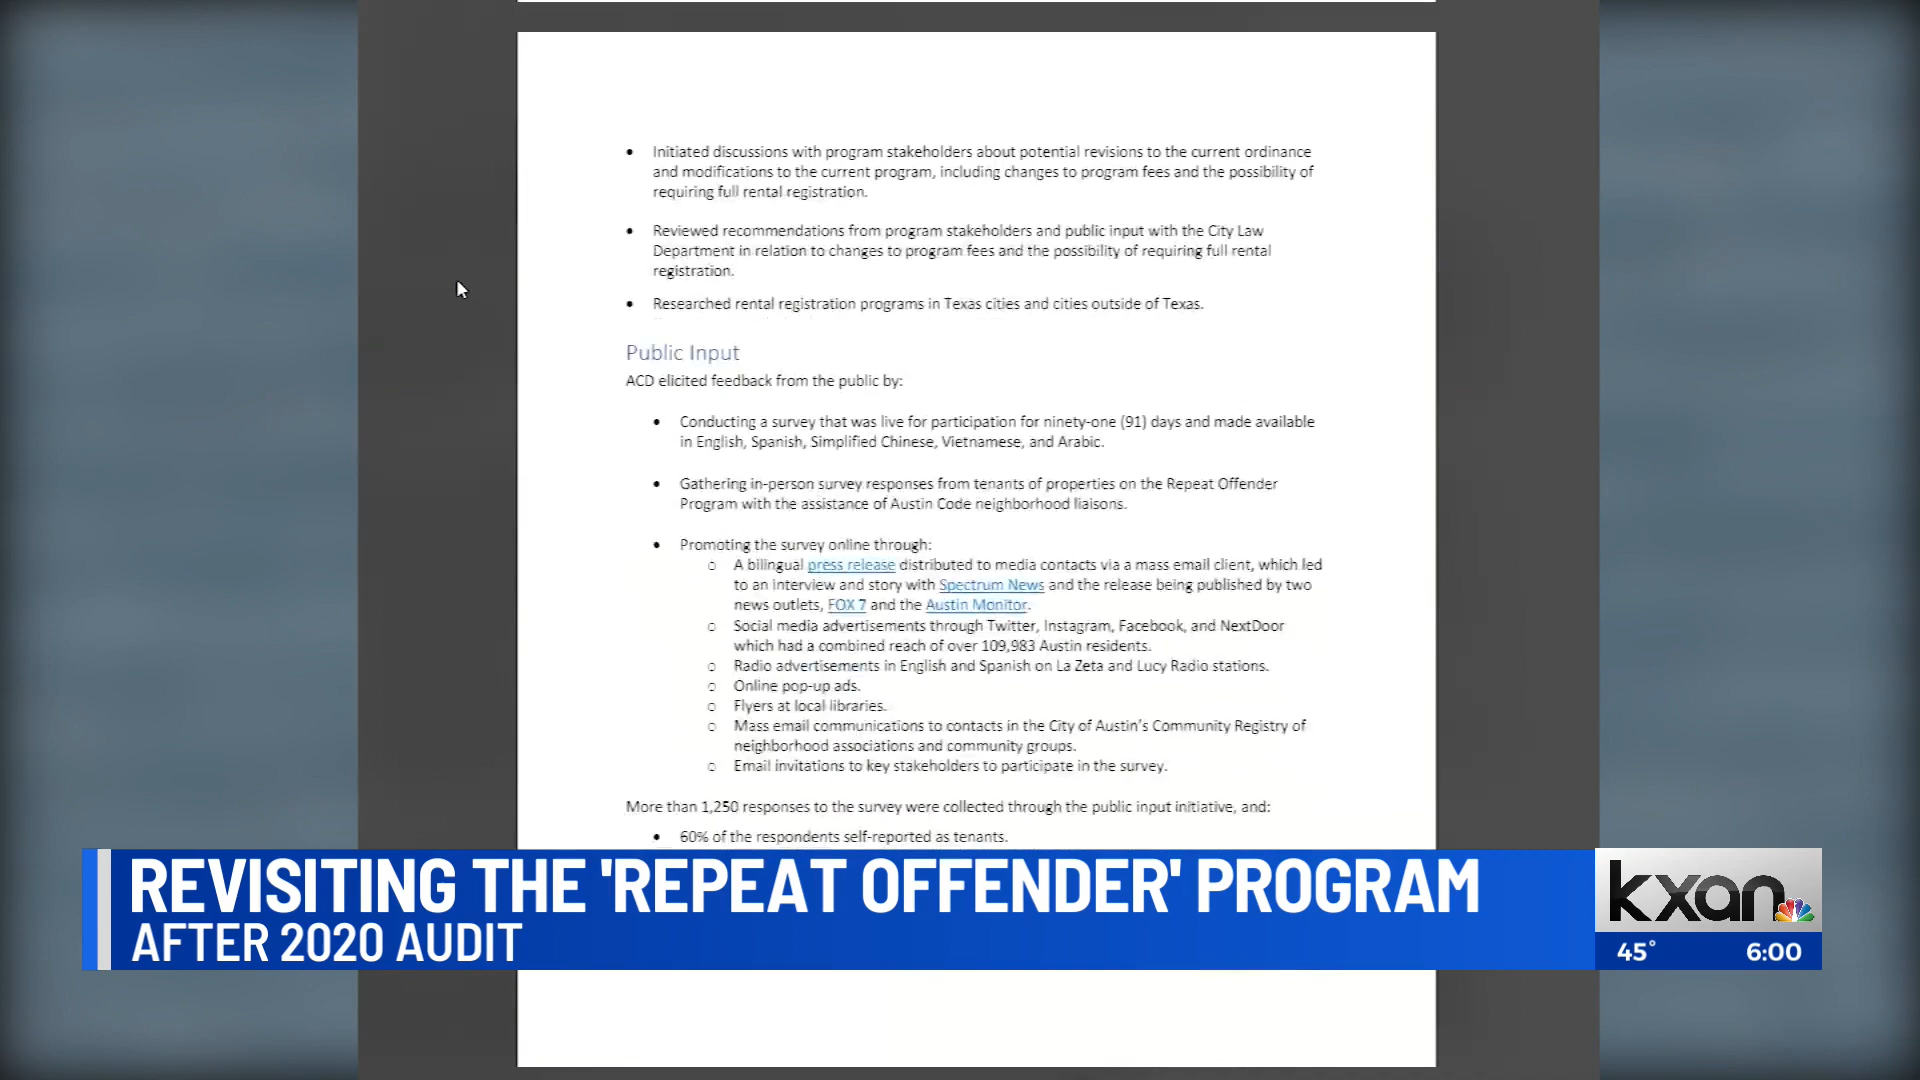 • Initiated discussions with program stakeholders about potential revisions to the current ordinance
and modifications to the current program, including changes to program fees and the possibility of
requiring full rental registration.
• Reviewed recommendations from program stakeholders and public input with the City Law
Department in relation to changes to program fees and the possibility of requiring full rental
registration.
• Researched rental registration programs in Texas cities and cities outside of Texas.
Public Input
ACD elicited feedback from the public by:
• Conducting a survey that was live for participation for ninety-one (91) days and made available
in English, Spanish, Simplified Chinese, Vietnamese, and Arabic.
• Gathering in-person survey responses from tenants of properties on the Repeat Offender
Program with the assistance of Austin Code neighborhood liaisons.
• Promoting the survey online through:
o A bilingual press release distributed to media contacts via a mass email client, which led
to an interview and story with Spectrum News and the release being published by two
news outlets, FOX 7 and the Austin Monitor.
o Social media advertisements through Twitter, Instagram, Facebook, and NextDoor
which had a combined reach of over 109,983 Austin residents.
o Radio advertisements in English and Spanish on La Zeta and Lucy Radio stations.
o Online pop-up ads.
o Flyers at local libraries.
o Mass email communications to contacts in the City of Austin's Community Registry of
neighborhood associations and community groups.
o Email invitations to key stakeholders to participate in the survey.
More than 1,250 responses to the survey were collected through the public input initiative, and:
• 60% of the respondents self-reported as tenants.
REVISITING THE 'REPEAT OFFENDER' PROGRAM
AFTER 2020 AUDIT
kxan
45° 6:00